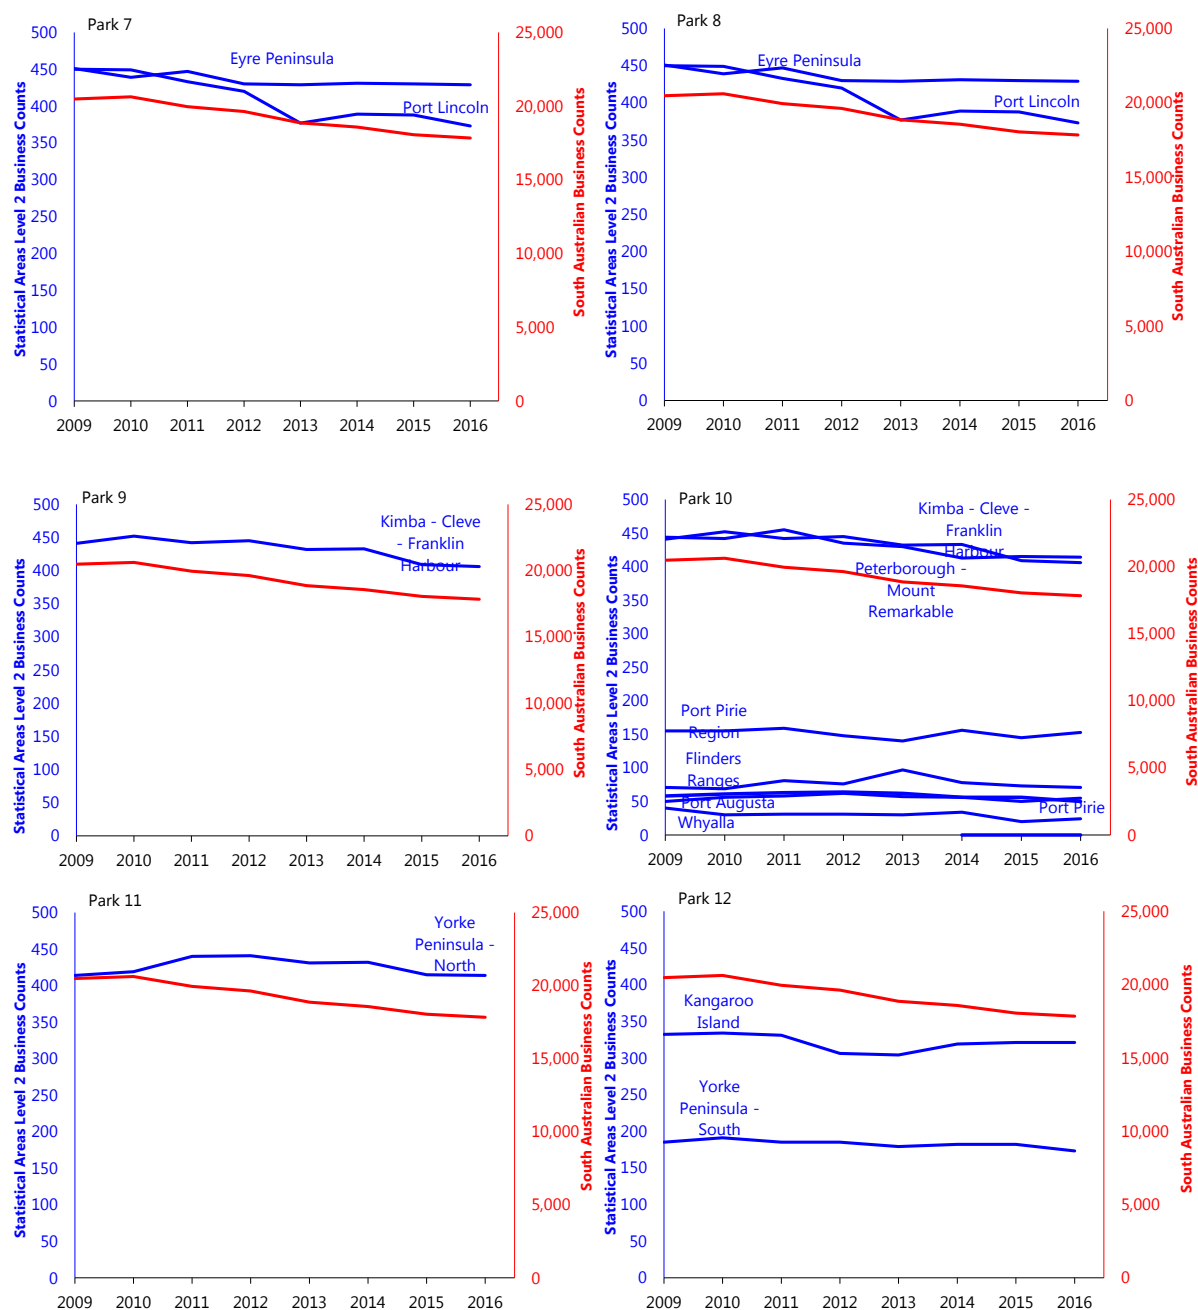 Park 7
500
450
400
350
300
250
200
150
100
50
0
Statistical Areas Level 2 Business Counts
Eyre Peninsula
Port Lincoln
25,000
20,000
15,000
10,000
5,000
0
South Australian Business Counts
2009 2010 2011 2012 2013 2014 2015 2016
Park 8
500
450
400
350
300
250
200
150
100
50
0
Statistical Areas Level 2 Business Counts
Eyre Peninsula
Port Lincoln
25,000
20,000
15,000
10,000
5,000
0
South Australian Business Counts
2009 2010 2011 2012 2013 2014 2015 2016
Park 9
500
450
400
350
300
250
200
150
100
50
0
Statistical Areas Level 2 Business Counts
Kimba - Cleve
- Franklin
Harbour
25,000
20,000
15,000
10,000
5,000
0
South Australian Business Counts
2009 2010 2011 2012 2013 2014 2015 2016
Park 10
500
450
400
350
300
250
200
150
100
50
0
Statistical Areas Level 2 Business Counts
Kimba - Cleve -
Franklin
Harbour
Peterborough -
Mount
Remarkable
Port Pirie
Region
Flinders
Ranges
Port Augusta
Whyalla
Port Pirie
25,000
20,000
15,000
10,000
5,000
0
South Australian Business Counts
2009 2010 2011 2012 2013 2014 2015 2016
Park 11
500
450
400
350
300
250
200
150
100
50
0
Statistical Areas Level 2 Business Counts
Yorke
Peninsula -
North
25,000
20,000
15,000
10,000
5,000
0
South Australian Business Counts
2009 2010 2011 2012 2013 2014 2015 2016
Park 12
500
450
400
350
300
250
200
150
100
50
0
Statistical Areas Level 2 Business Counts
Kangaroo
Island
Yorke
Peninsula -
South
25,000
20,000
15,000
10,000
5,000
0
South Australian Business Counts
2009 2010 2011 2012 2013 2014 2015 2016